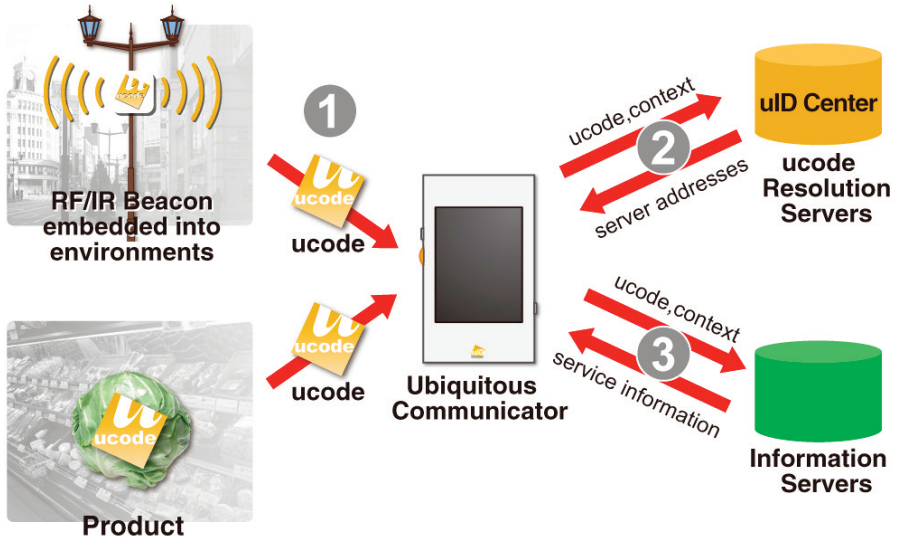 ucode
RF/IR Beacon
embedded into
environments
1
ucode
ucode
ucode
ucode
ucode
Product
Ubiquitous
Communicator
ucode,context
2
server addresses
uID Center
ucode
Resolution
Servers
ucode,context
3
service information
Information
Servers